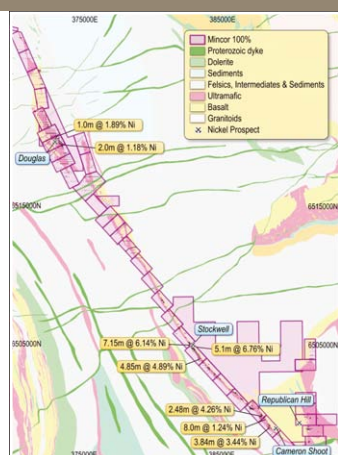 375000E
385000E
Mincor 100%
Proterozoic dyke
Dolerite
Sediments
Felsics, Intermediates & Sediments
Ultramafic
Basalt
Granitoids
Nickel Prospect
1.0m @ 1.89% Ni
2.0m @ 1.18% Ni
Douglas
6515000N
6515000N
Stockwell
7.15m @ 6.14% Ni
5.1m @ 6.76% Ni
6505000N
6505000N
4.85m @ 4.89% Ni
Republican Hill
2.48m @ 4.26% Ni
8.0m @ 1.24% Ni
3.84m @ 3.44% Ni
375000E
385000E
Cameron Shoot